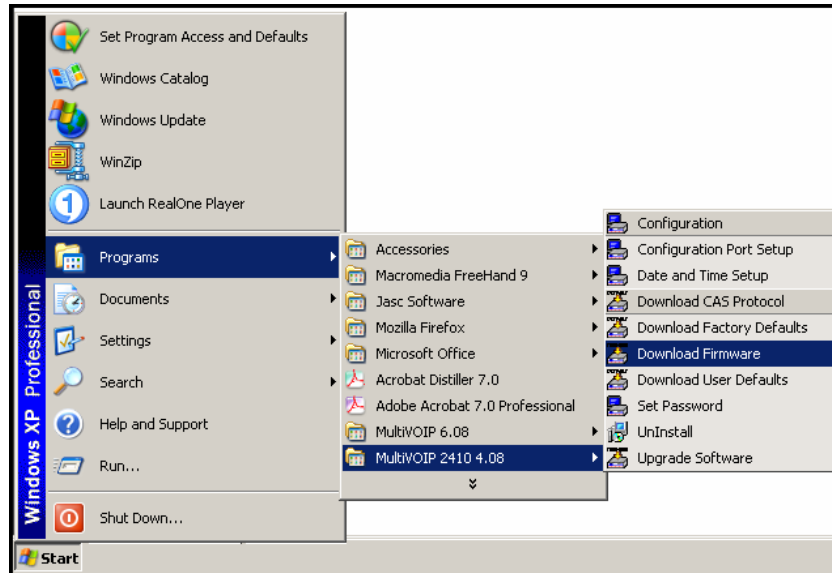 Set Program Access and Defaults
Windows Catalog
Windows Update
WinZip
Launch RealOne Player
Programs
Documents
Settings
Search
Help and Support
Run...
Shut Down...
Windows XP Professional
Start
Accessories
Macromedia FreeHand 9
Jasc Software
Mozilla Firefox
Microsoft Office
Acrobat Distiller 7.0
Adobe Acrobat 7.0 Professional
MultiVOIP 6.08
MultiVOIP 2410 4.08
Configuration
Configuration Port Setup
Date and Time Setup
Download CAS Protocol
Download Factory Defaults
Download Firmware
Download User Defaults
Set Password
UnInstall
Upgrade Software